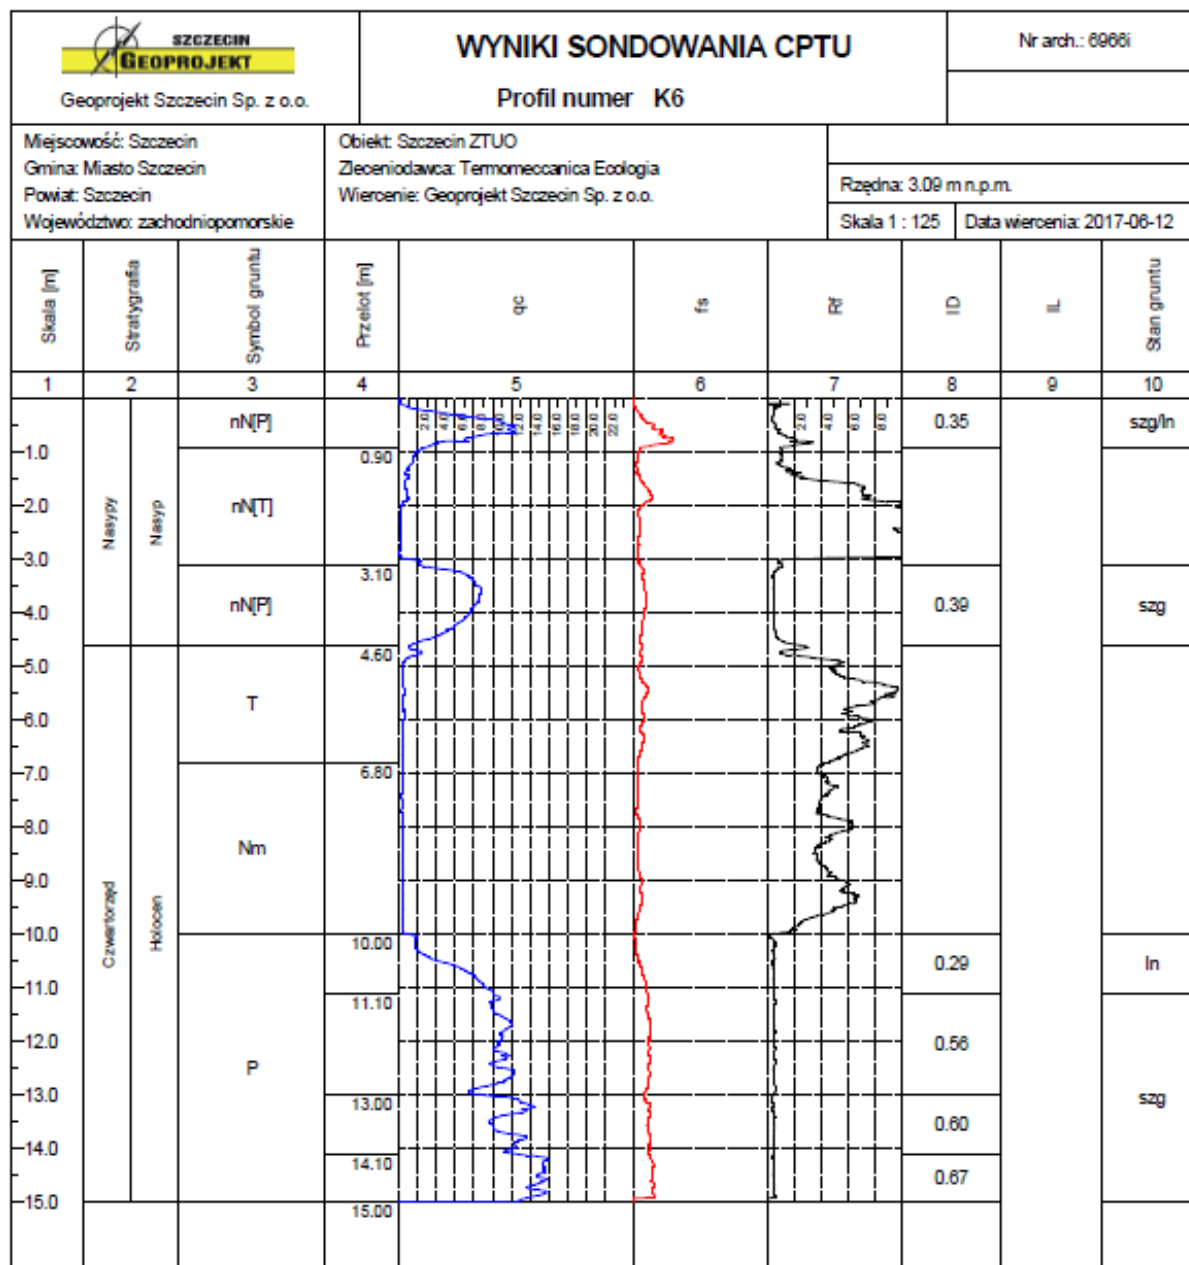 SZCZECIN
GEOPROJEKT
Geoprojekt Szczecin Sp. z o.o.
WYNIKI SONDOWANIA CPTU
Profil numer K6
Nr arch.: 6966i
Miejscowość: Szczecin
Gmina: Miasto Szczecin
Powiat: Szczecin
Województwo: zachodniopomorskie
Obiekt: Szczecin ZTUO
Zleceniodawca: Termomeccanica Ecologia
Wiercenie: Geoprojekt Szczecin Sp. z o.o.
Rzędna: 3.09 m n.p.m.
Skala 1 : 125 Data wiercenia: 2017-06-12
Skala [m] Stratygrafia Symbol gruntu Przelot [m] qc fs Rf ID IL Stan gruntu
1 2 3 4 5 6 7 8 9 10
2.0 4.0 6.0 8.0 10.0 12.0 14.0 16.0 18.0 20.0 22.0
2.0 4.0 6.0 8.0
nN[P] 0.35 szg/ln
1.0 0.90
Nasypy Nasyp
2.0 nN[T]
3.0 3.10
nN[P] 0.39 szg
4.0
4.60
5.0
T
6.0
6.80
7.0
8.0
Nm
9.0
Czwartorzęd Holocen
10.0 10.00
0.29 ln
11.0 11.10
12.0 0.56
P
13.0 13.00 szg
0.60
14.0 14.10
0.67
15.0 15.00